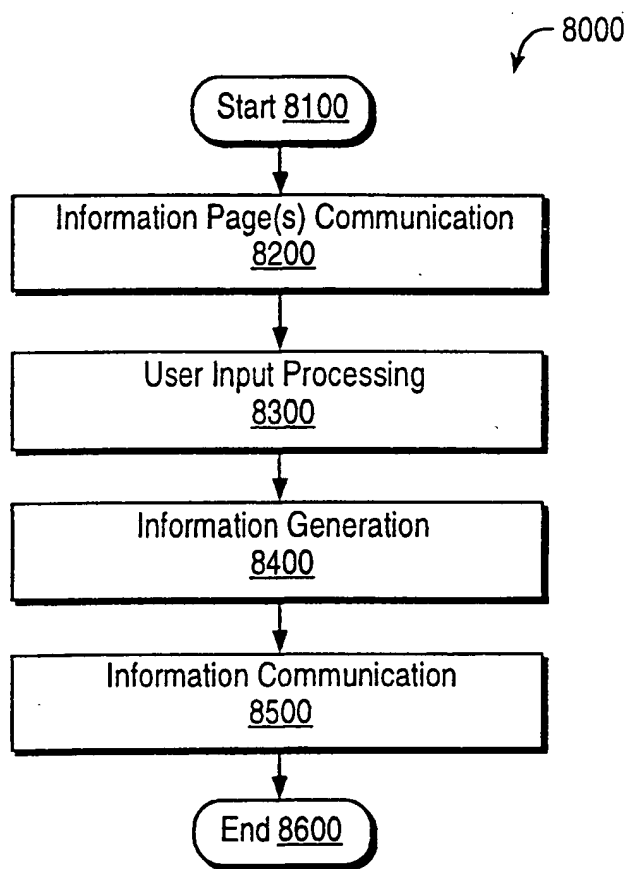 8000
Start 8100
Information Page(s) Communication
8200
User Input Processing
8300
Information Generation
8400
Information Communication
8500
End 8600